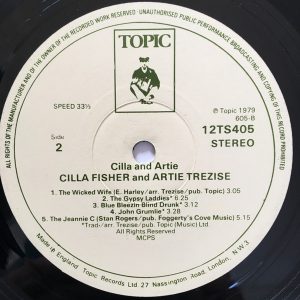 ALL RIGHTS OF THE MANUFACTURER AND OF THE OWNER OF THE RECORDED WORK RESERVED · UNAUTHORISED PUBLIC PERFORMANCE BROADCASTING AND COPYING OF THIS RECORD PROHIBITED
TOPIC
SPEED 33⅓
℗ Topic 1979
605-B
Side
2
12TS405
STEREO
Cilla and Artie
CILLA FISHER and ARTIE TREZISE
1. The Wicked Wife (E. Harley/arr. Trezise/pub. Topic) 3.05
2. The Gypsy Laddies* 5.25
3. Blue Bleezin Blind Drunk* 3.12
4. John Grumlie* 3.28
5. The Jeannie C (Stan Rogers/pub. Foggerty's Cove Music) 5.15
*Trad./arr. Trezise/pub. Topic (Music) Ltd.
All Rights Reserved
MCPS
Made in England. Topic Records Ltd 27 Nassington Road, London, N.W.3